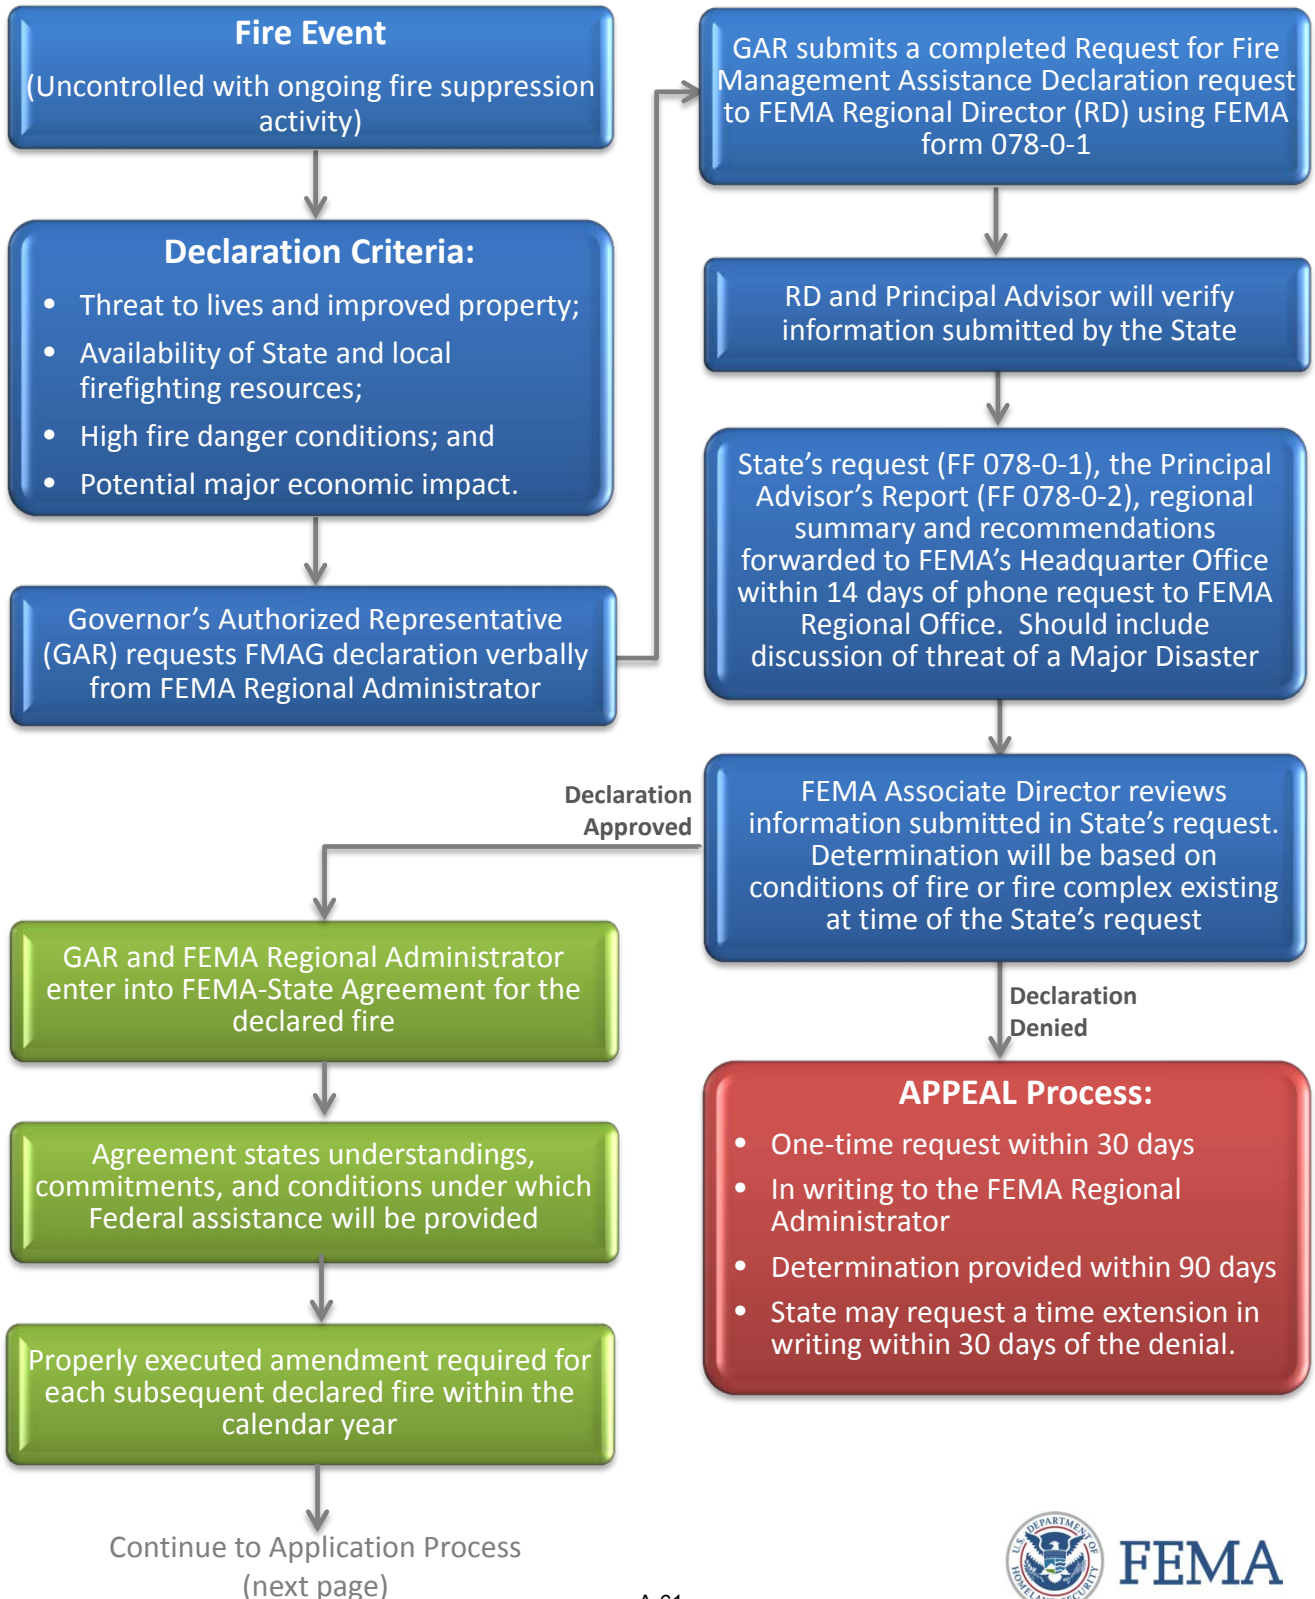 Fire Event
(Uncontrolled with ongoing fire suppression
activity)
Declaration Criteria:
• Threat to lives and improved property;
• Availability of State and local
firefighting resources;
• High fire danger conditions; and
• Potential major economic impact.
Governor's Authorized Representative
(GAR) requests FMAG declaration verbally
from FEMA Regional Administrator
GAR submits a completed Request for Fire
Management Assistance Declaration request
to FEMA Regional Director (RD) using FEMA
form 078-0-1
RD and Principal Advisor will verify
information submitted by the State
State's request (FF 078-0-1), the Principal
Advisor's Report (FF 078-0-2), regional
summary and recommendations
forwarded to FEMA's Headquarter Office
within 14 days of phone request to FEMA
Regional Office.  Should include
discussion of threat of a Major Disaster
FEMA Associate Director reviews
information submitted in State's request.
Determination will be based on
conditions of fire or fire complex existing
at time of the State's request
Declaration
Approved
GAR and FEMA Regional Administrator
enter into FEMA-State Agreement for the
declared fire
Agreement states understandings,
commitments, and conditions under which
Federal assistance will be provided
Properly executed amendment required for
each subsequent declared fire within the
calendar year
Continue to Application Process
(next page)
Declaration
Denied
APPEAL Process:
• One-time request within 30 days
• In writing to the FEMA Regional
Administrator
• Determination provided within 90 days
• State may request a time extension in
writing within 30 days of the denial.
A-61
U.S. DEPARTMENT OF
HOMELAND SECURITY
FEMA